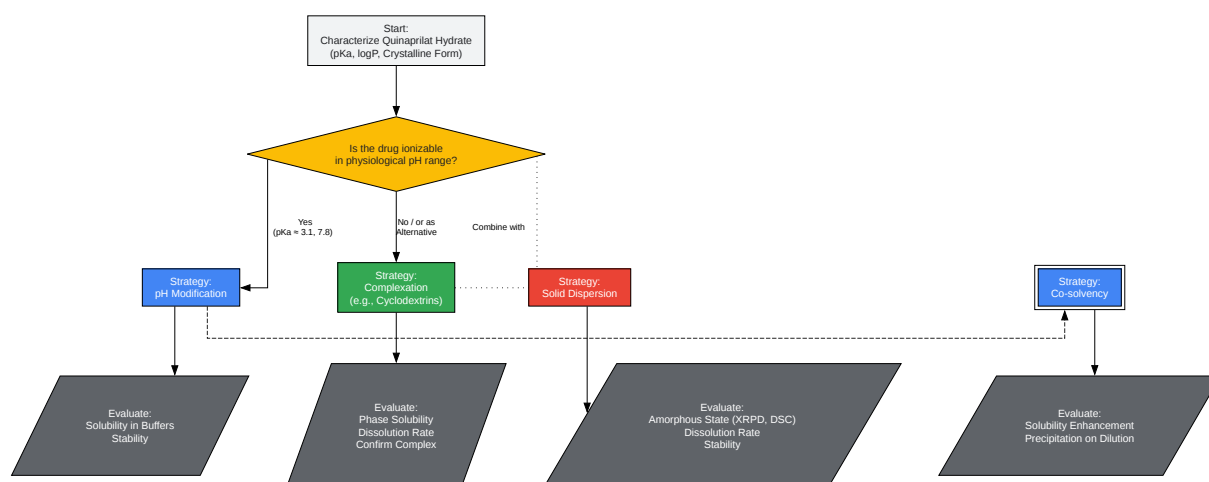 Start:
Characterize Quinaprilat Hydrate
(pKa, logP, Crystalline Form)
Is the drug ionizable
in physiological pH range?
Yes
(pKa ≈ 3.1, 7.8)
No / or as
Alternative
Combine with
Strategy:
pH Modification
Strategy:
Complexation
(e.g., Cyclodextrins)
Strategy:
Solid Dispersion
Strategy:
Co-solvency
Evaluate:
Solubility in Buffers
Stability
Evaluate:
Phase Solubility
Dissolution Rate
Confirm Complex
Evaluate:
Amorphous State (XRPD, DSC)
Dissolution Rate
Stability
Evaluate:
Solubility Enhancement
Precipitation on Dilution